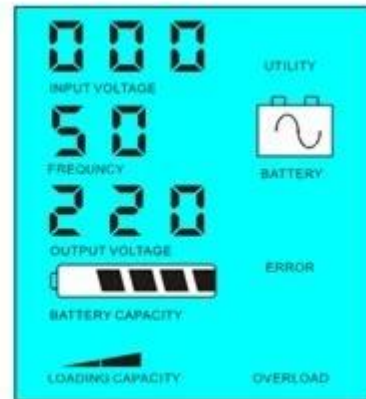 000
INPUT VOLTAGE
UTILITY
50
FREQUNCY
BATTERY
220
OUTPUT VOLTAGE
ERROR
BATTERY CAPACITY
LOADING CAPACITY
OVERLOAD